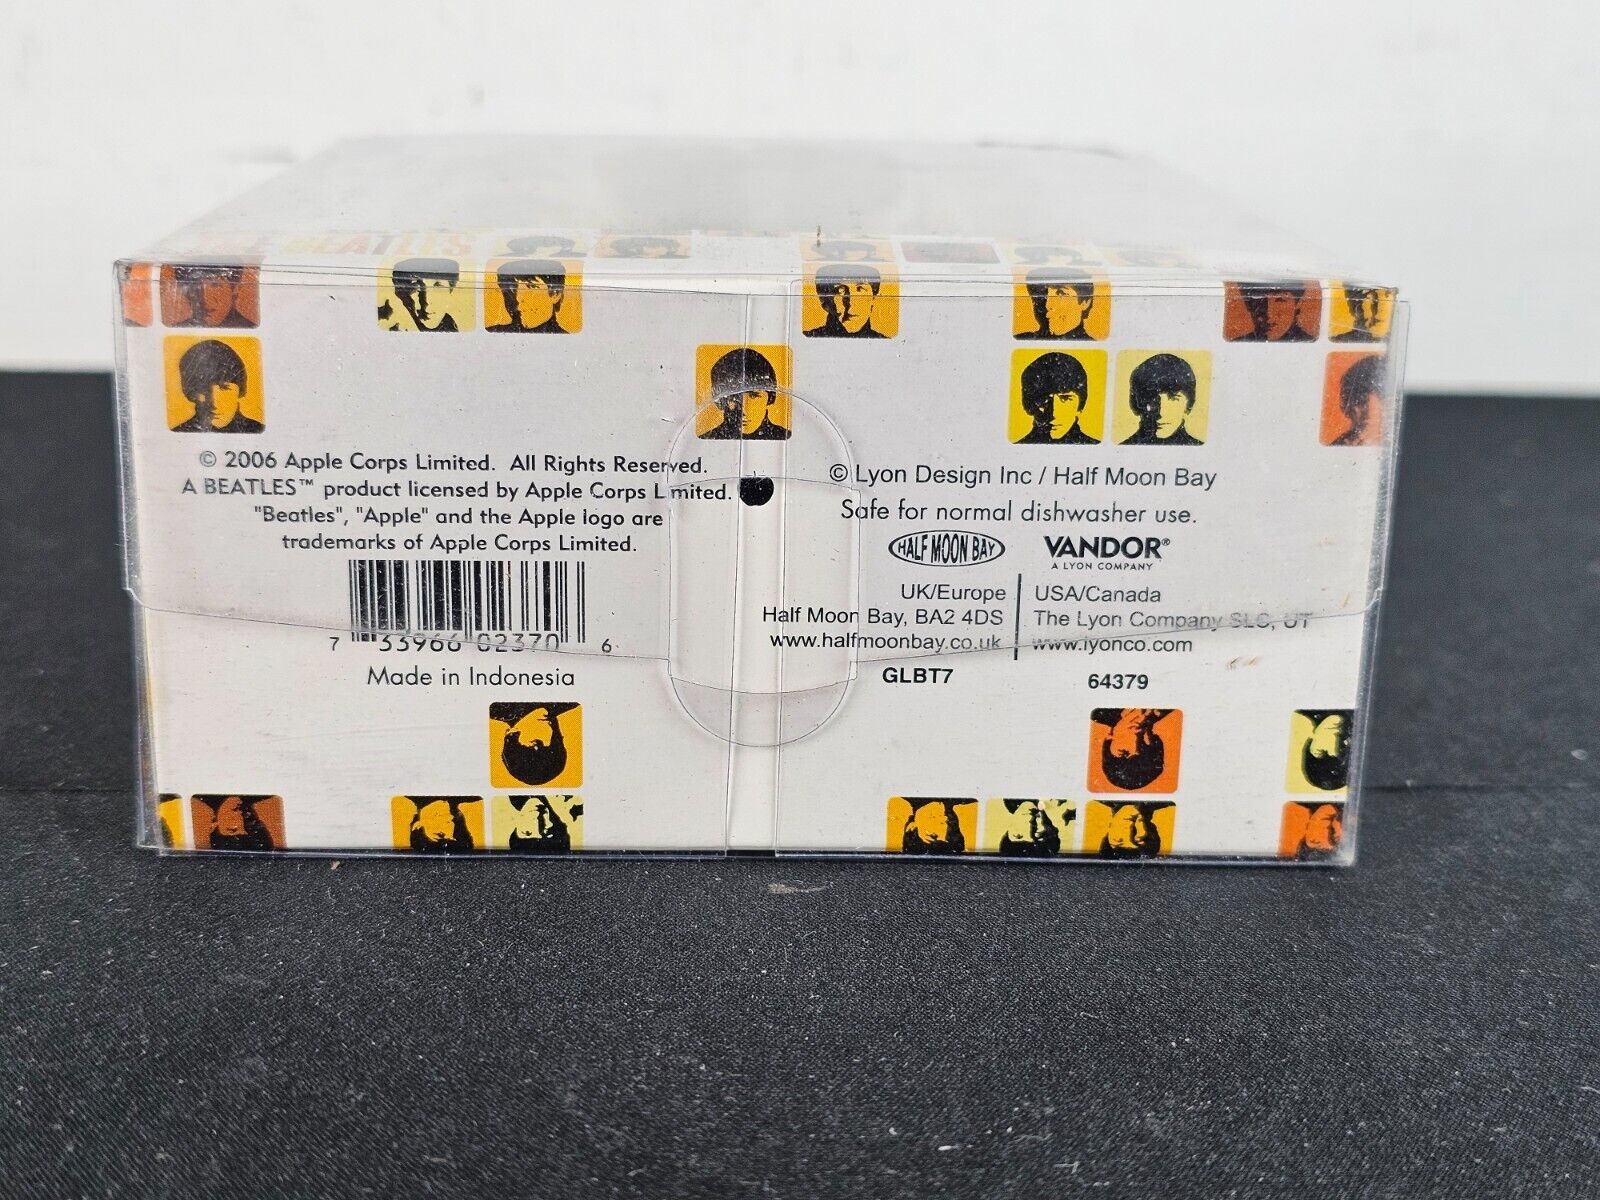 THE BEATLES
© 2006 Apple Corps Limited. All Rights Reserved.
A BEATLES™ product licensed by Apple Corps Limited.
"Beatles", "Apple" and the Apple logo are
trademarks of Apple Corps Limited.
7 33966 02370 6
Made in Indonesia
© Lyon Design Inc / Half Moon Bay
Safe for normal dishwasher use.
HALF MOON BAY
VANDOR®
A LYON COMPANY
UK/Europe
Half Moon Bay, BA2 4DS
www.halfmoonbay.co.uk
USA/Canada
The Lyon Company SLC, UT
www.lyonco.com
GLBT7
64379